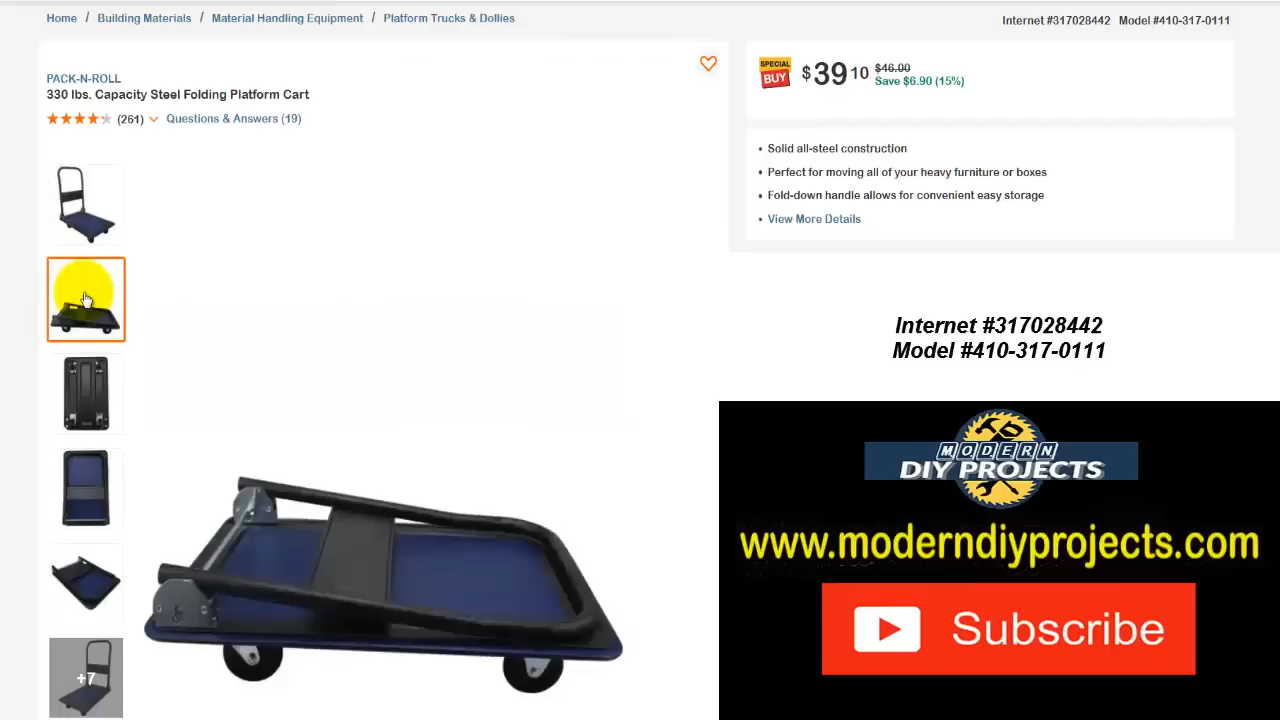 Home / Building Materials / Material Handling Equipment / Platform Trucks & Dollies
Internet #317028442 Model #410-317-0111
PACK-N-ROLL
330 lbs. Capacity Steel Folding Platform Cart
(261) Questions & Answers (19)
SPECIAL
BUY
$39 10
$46.00
Save $6.90 (15%)
• Solid all-steel construction
• Perfect for moving all of your heavy furniture or boxes
• Fold-down handle allows for convenient easy storage
• View More Details
+7
Internet #317028442
Model #410-317-0111
MODERN
DIY PROJECTS
www.moderndiyprojects.com
Subscribe